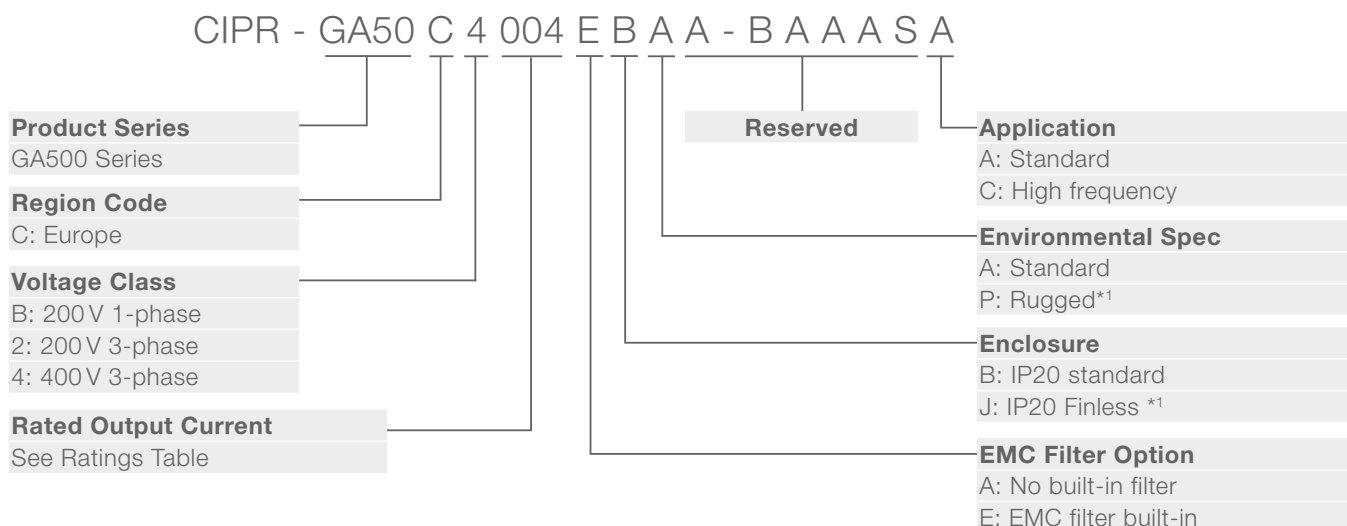 CIPR - GA50 C 4 004 E B A A - B A A A S A
Product Series
GA500 Series
Region Code
C: Europe
Voltage Class
B: 200 V 1-phase
2: 200 V 3-phase
4: 400 V 3-phase
Rated Output Current
See Ratings Table
Reserved
Application
A: Standard
C: High frequency
Environmental Spec
A: Standard
P: Rugged*1
Enclosure
B: IP20 standard
J: IP20 Finless *1
EMC Filter Option
A: No built-in filter
E: EMC filter built-in